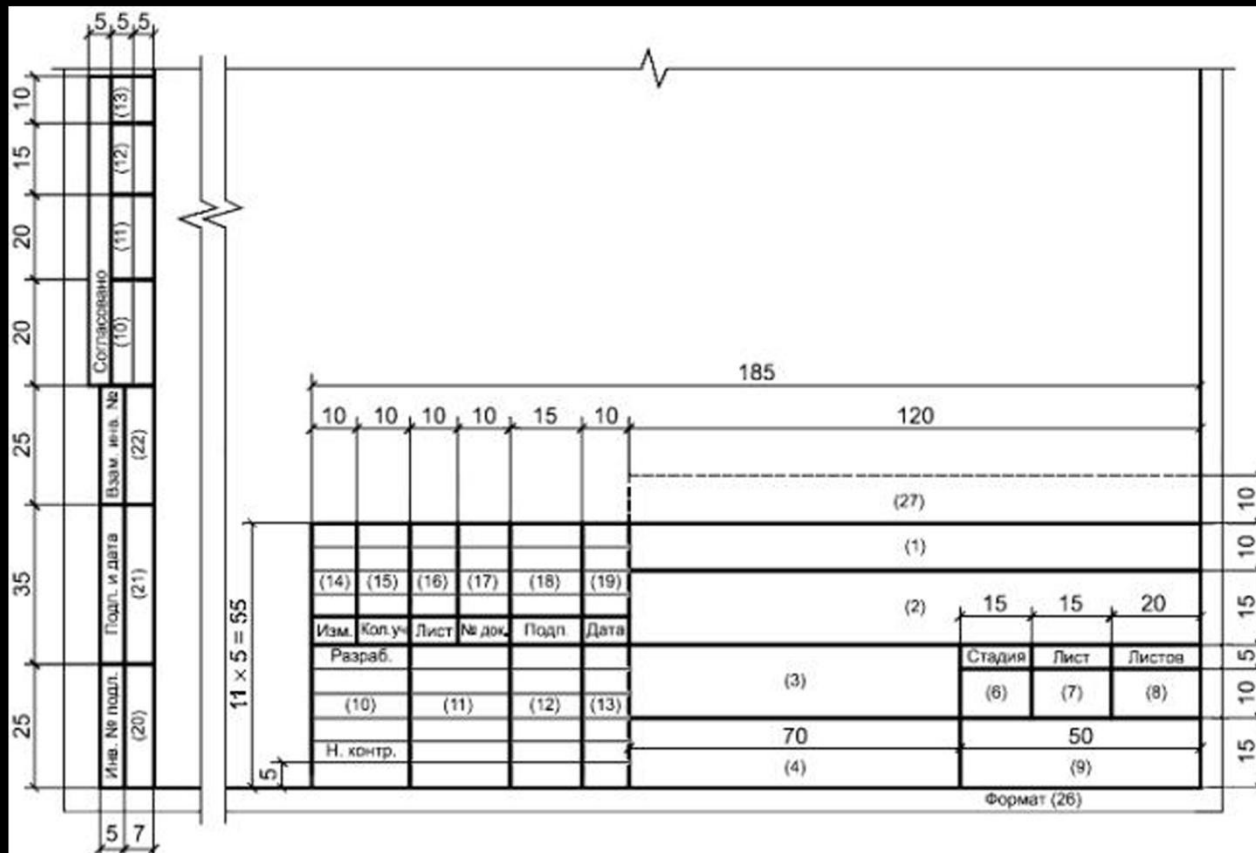 5 5 5
10
15
20
20
25
35
25
(13)
(12)
(11)
(10)
Согласовано
Взам. инв. №
(22)
Подп. и дата
(21)
Инв. № подл.
(20)
5 7
185
10 10 10 10 15 10 120
(27)
10
(1)
10
(14) (15) (16) (17) (18) (19)
(2)
15 15 20
15
11 × 5 = 55
Изм. Кол.уч Лист № док. Подп. Дата
Разраб.
Стадия Лист Листов
5
(3)
(6) (7) (8)
10
(10) (11) (12) (13)
70 50
Н. контр.
15
5
(4) (9)
Формат (26)